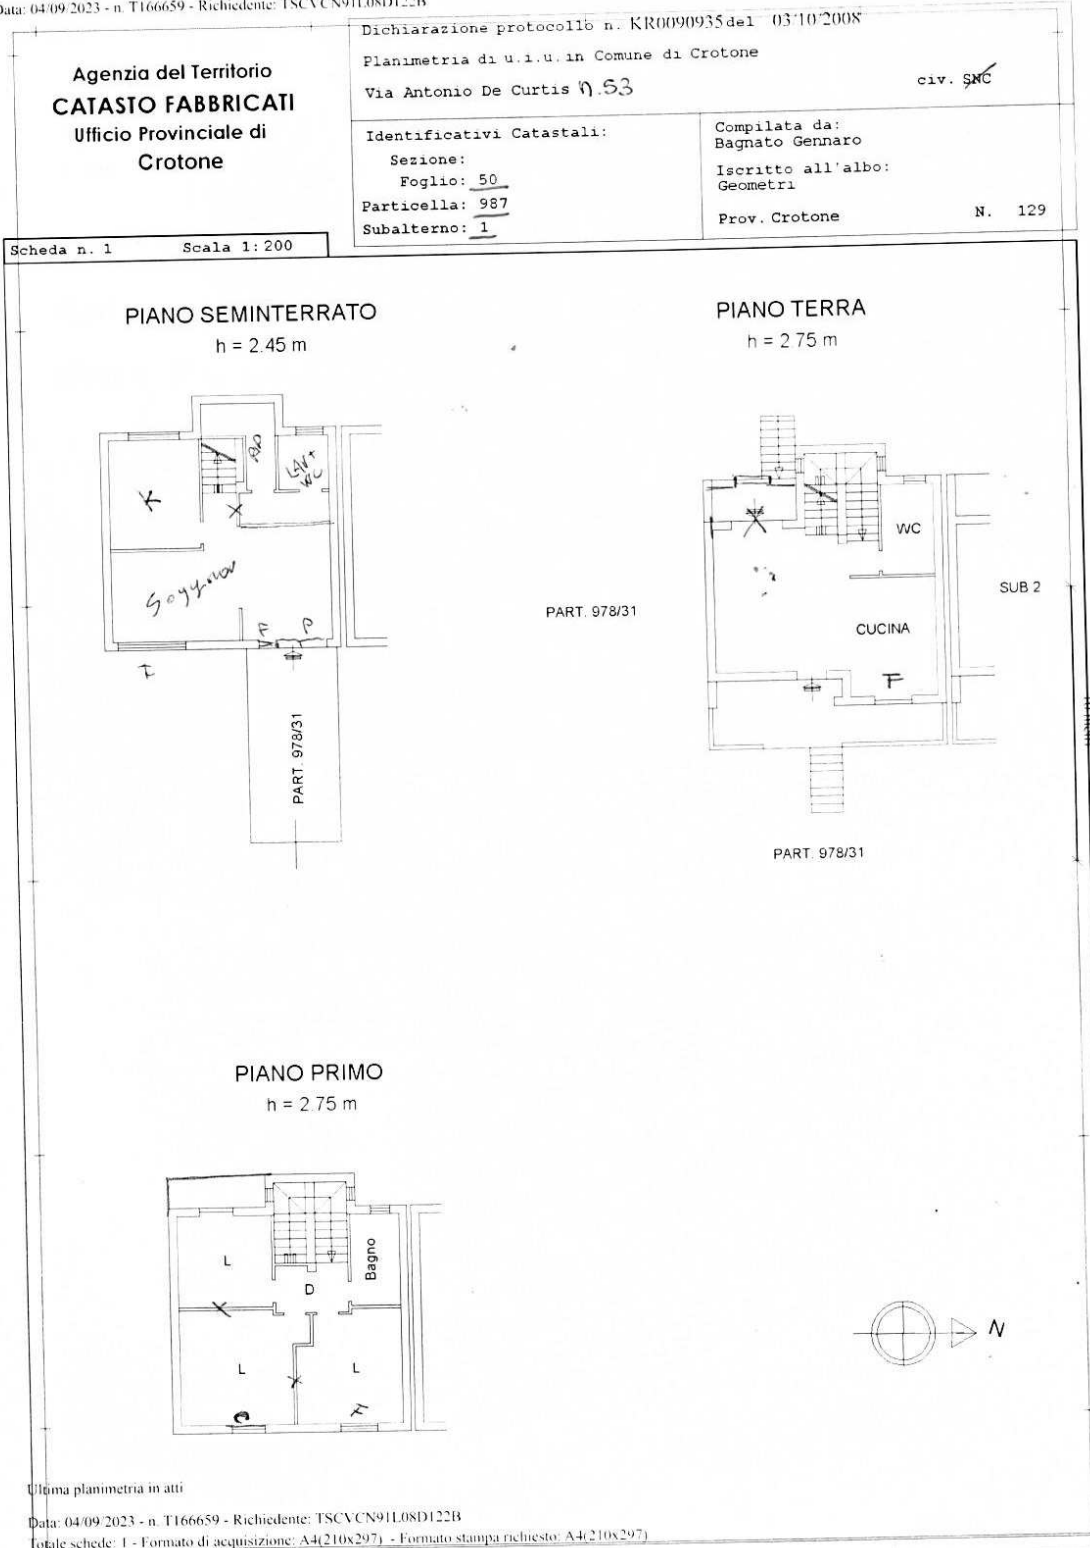 Data: 04/09/2023 - n. T166659 - Richiedente: TSCVCN91L08D122B
Agenzia del Territorio
CATASTO FABBRICATI
Ufficio Provinciale di
Crotone
Dichiarazione protocollo n. KR0090935 del 03/10/2008
Planimetria di u.i.u. in Comune di Crotone
Via Antonio De Curtis n. 53 civ. SNC
Identificativi Catastali:
Sezione:
Foglio: 50
Particella: 987
Subalterno: 1
Compilata da:
Bagnato Gennaro
Iscritto all'albo:
Geometri
Prov. Crotone N. 129
Scheda n. 1 Scala 1: 200
PIANO SEMINTERRATO
h = 2.45 m
PIANO TERRA
h = 2.75 m
LAV +
WC
K
X
Soggiorno
F
P
PART. 978/31
WC
SUB 2
PART. 978/31
CUCINA
F
PART. 978/31
PIANO PRIMO
h = 2.75 m
L
D
Bagno
L
L
N
Ultima planimetria in atti
Data: 04/09/2023 - n. T166659 - Richiedente: TSCVCN91L08D122B
Totale schede: 1 - Formato di acquisizione: A4(210x297) - Formato stampa richiesto: A4(210x297)